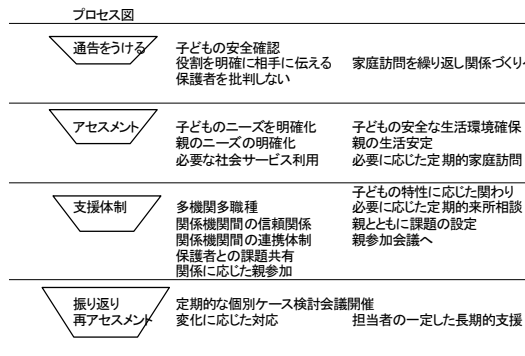 プロセス図
通告をうける 子どもの安全確認
役割を明確に相手に伝える 家庭訪問を繰り返し関係づくりへ
保護者を批判しない
アセスメント 子どものニーズを明確化 子どもの安全な生活環境確保
親のニーズの明確化 親の生活安定
必要な社会サービス利用 必要に応じた定期的家庭訪問
子どもの特性に応じた関わり
支援体制 多機関多職種 必要に応じた定期的来所相談
関係機関間の信頼関係 親とともに課題の設定
関係機関間の連携体制 親参加会議へ
保護者との課題共有
関係に応じた親参加
振り返り 定期的な個別ケース検討会議開催
再アセスメント 変化に応じた対応 担当者の一定した長期的支援